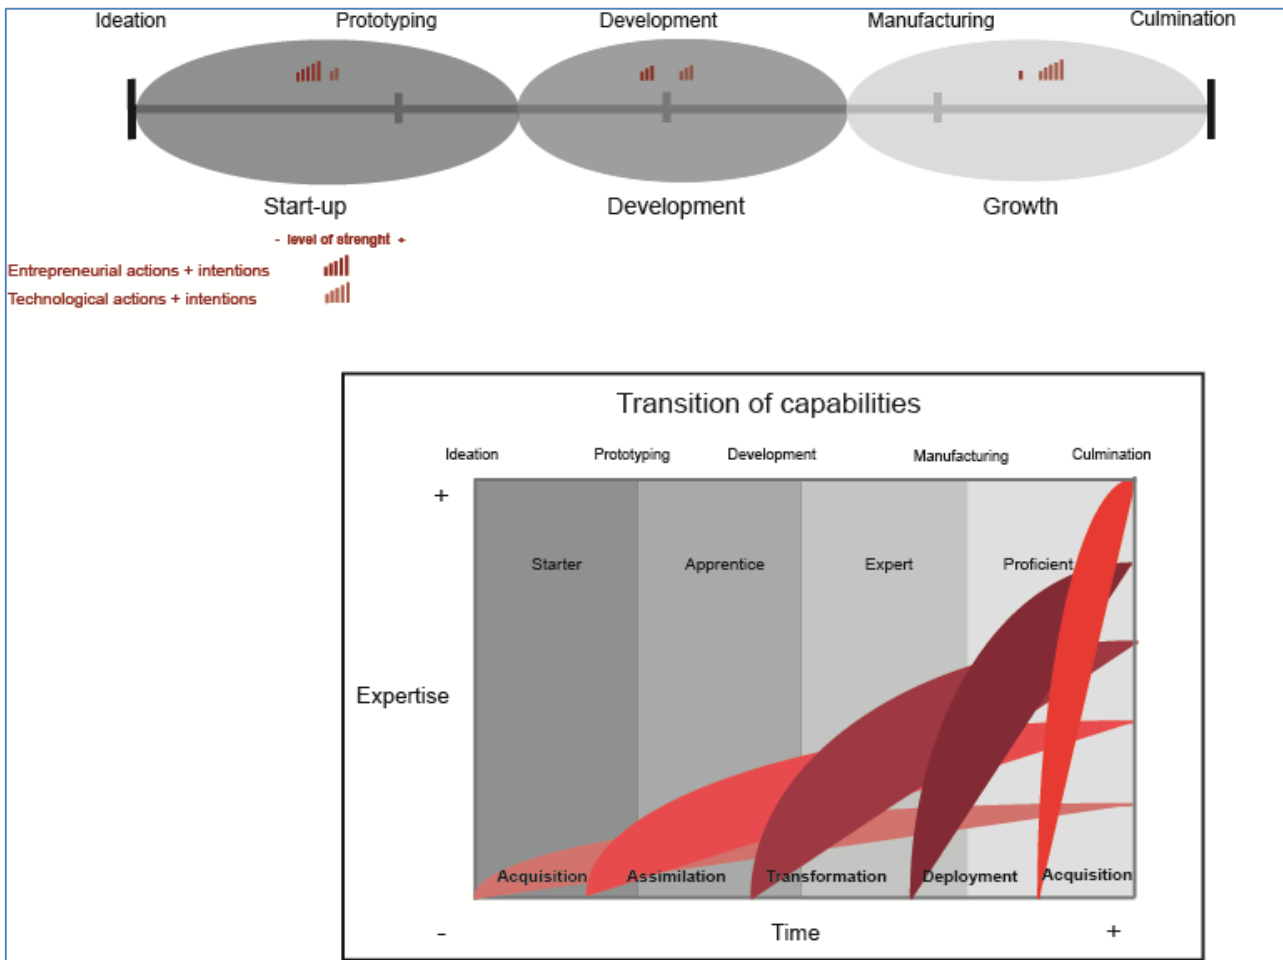 Ideation Prototyping Development Manufacturing Culmination
Start-up Development Growth
- level of strenght +
Entrepreneurial actions + intentions
Technological actions + intentions
Transition of capabilities
Ideation Prototyping Development Manufacturing Culmination
+
Starter Apprentice Expert Proficient
Expertise
Acquisition Assimilation Transformation Deployment Acquisition
- Time +